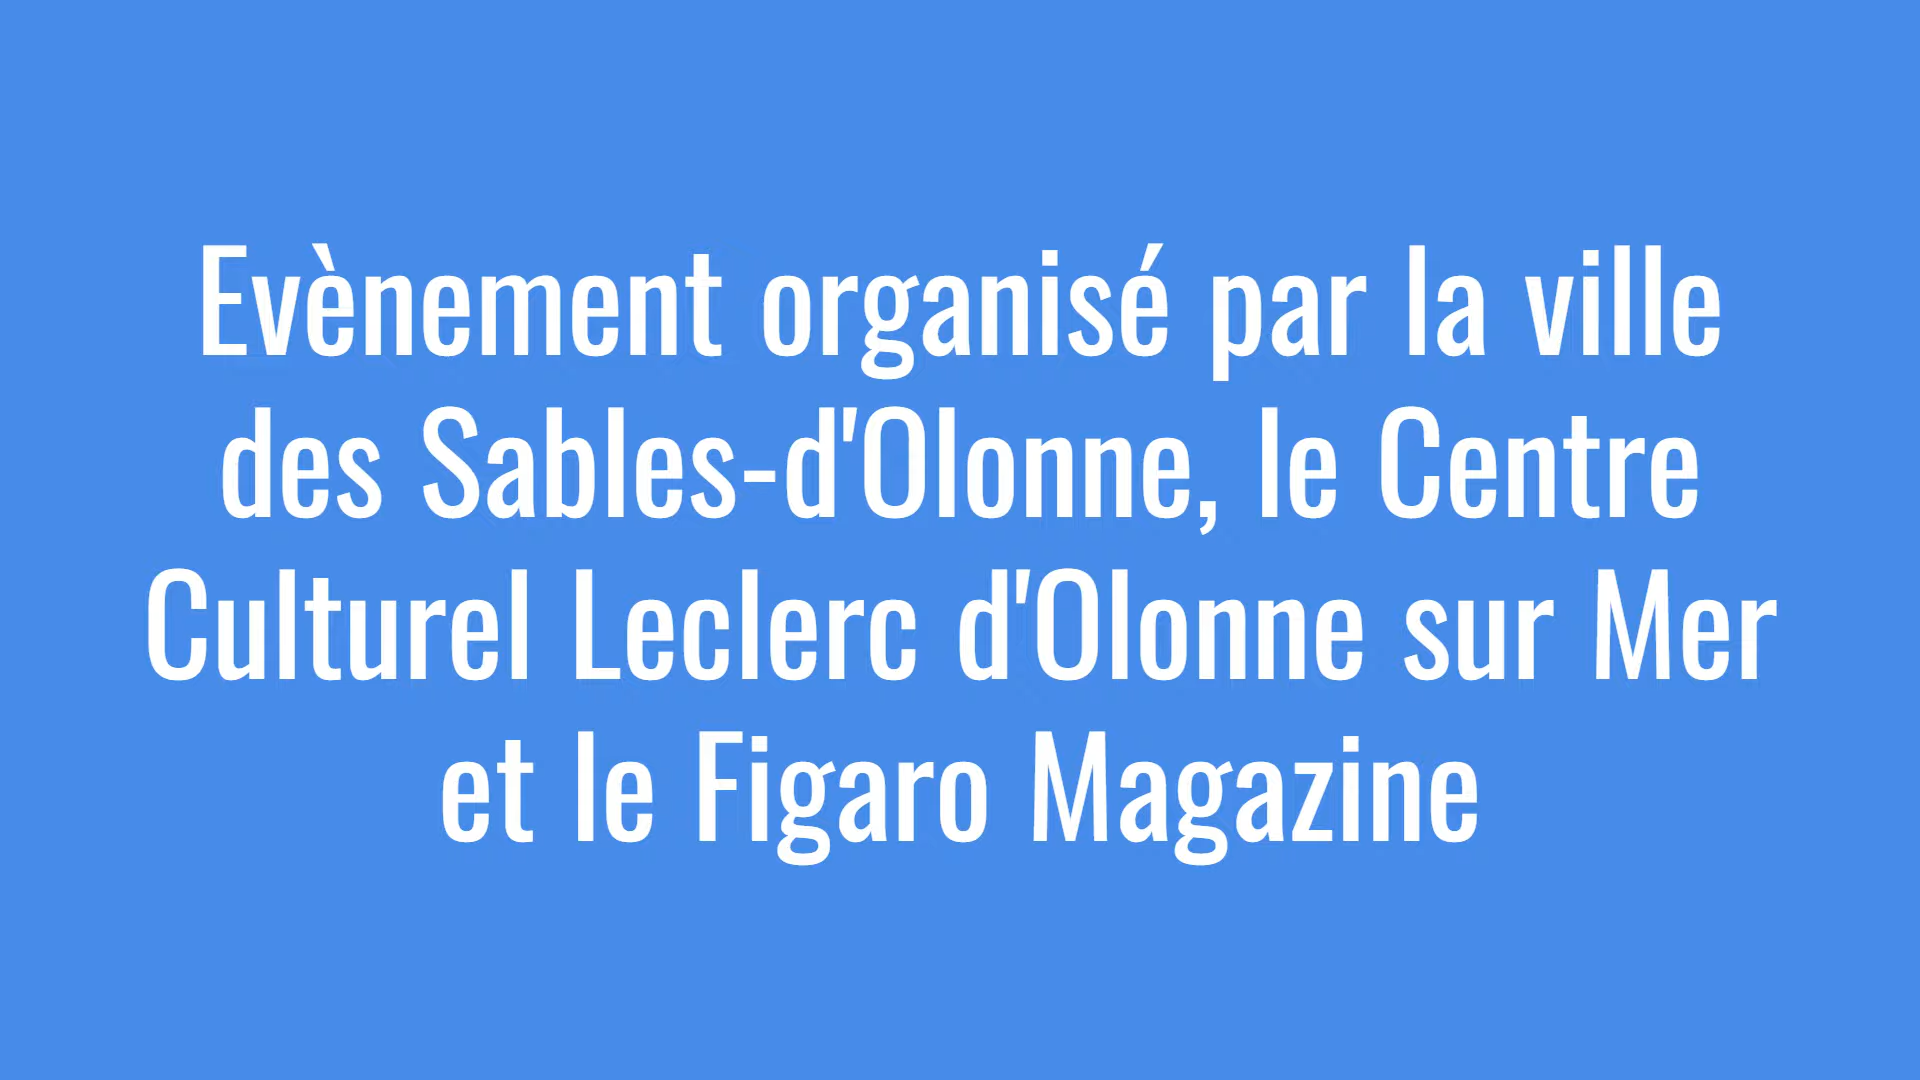 Evènement organisé par la ville
des Sables-d'Olonne, le Centre
Culturel Leclerc d'Olonne sur Mer
et le Figaro Magazine